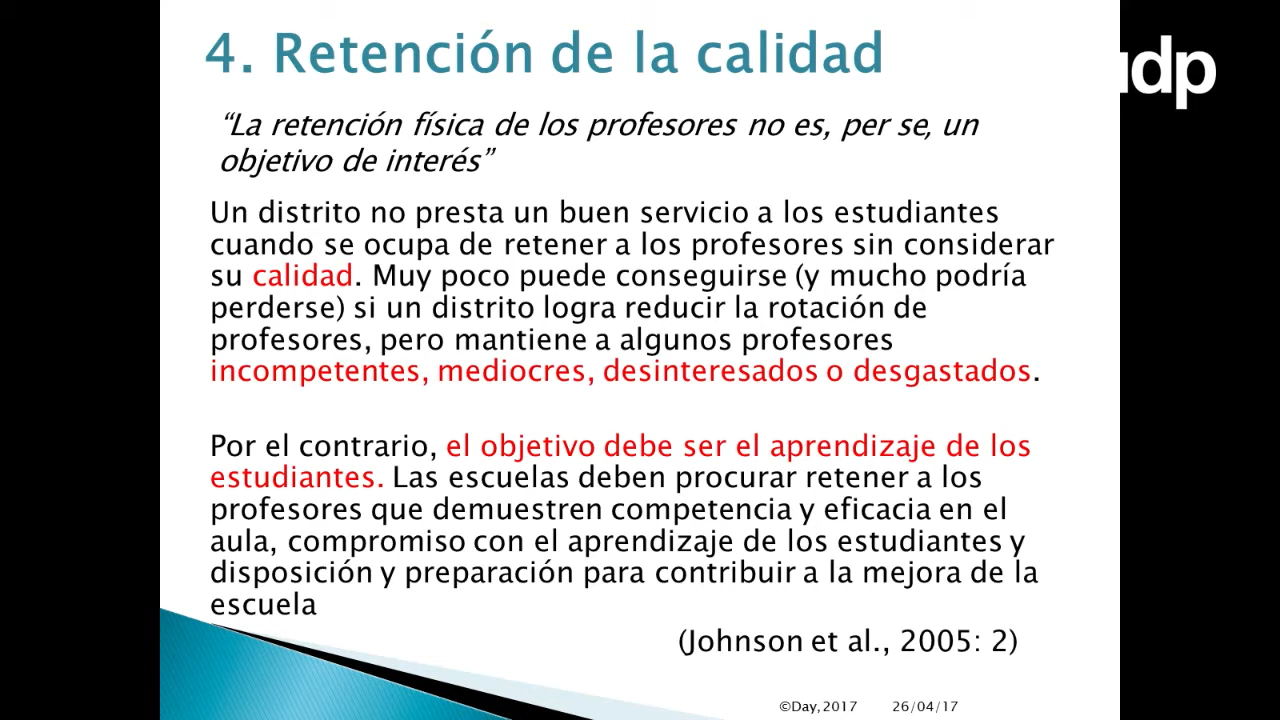 4. Retención de la calidad
udp
“La retención física de los profesores no es, per se, un
objetivo de interés”
Un distrito no presta un buen servicio a los estudiantes
cuando se ocupa de retener a los profesores sin considerar
su calidad. Muy poco puede conseguirse (y mucho podría
perderse) si un distrito logra reducir la rotación de
profesores, pero mantiene a algunos profesores
incompetentes, mediocres, desinteresados o desgastados.
Por el contrario, el objetivo debe ser el aprendizaje de los
estudiantes. Las escuelas deben procurar retener a los
profesores que demuestren competencia y eficacia en el
aula, compromiso con el aprendizaje de los estudiantes y
disposición y preparación para contribuir a la mejora de la
escuela
(Johnson et al., 2005: 2)
©Day, 2017 26/04/17